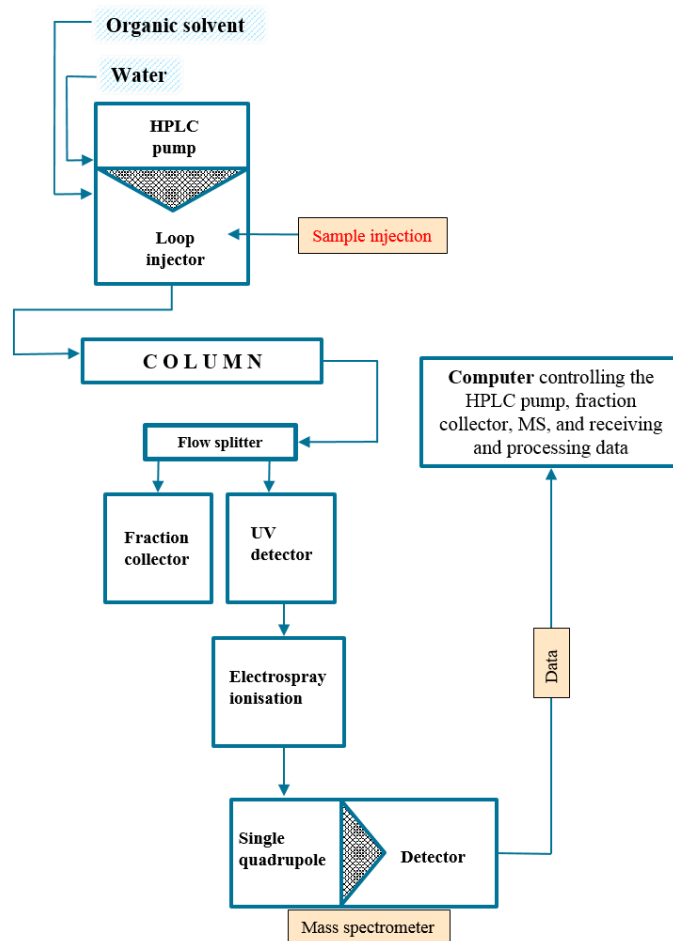 Organic solvent
Water
HPLC
pump
Loop
injector
Sample injection
C O L U M N
Computer controlling the
HPLC pump, fraction
collector, MS, and receiving
and processing data
Flow splitter
Fraction
collector
UV
detector
Electrospray
ionisation
Data
Single
quadrupole
Detector
Mass spectrometer